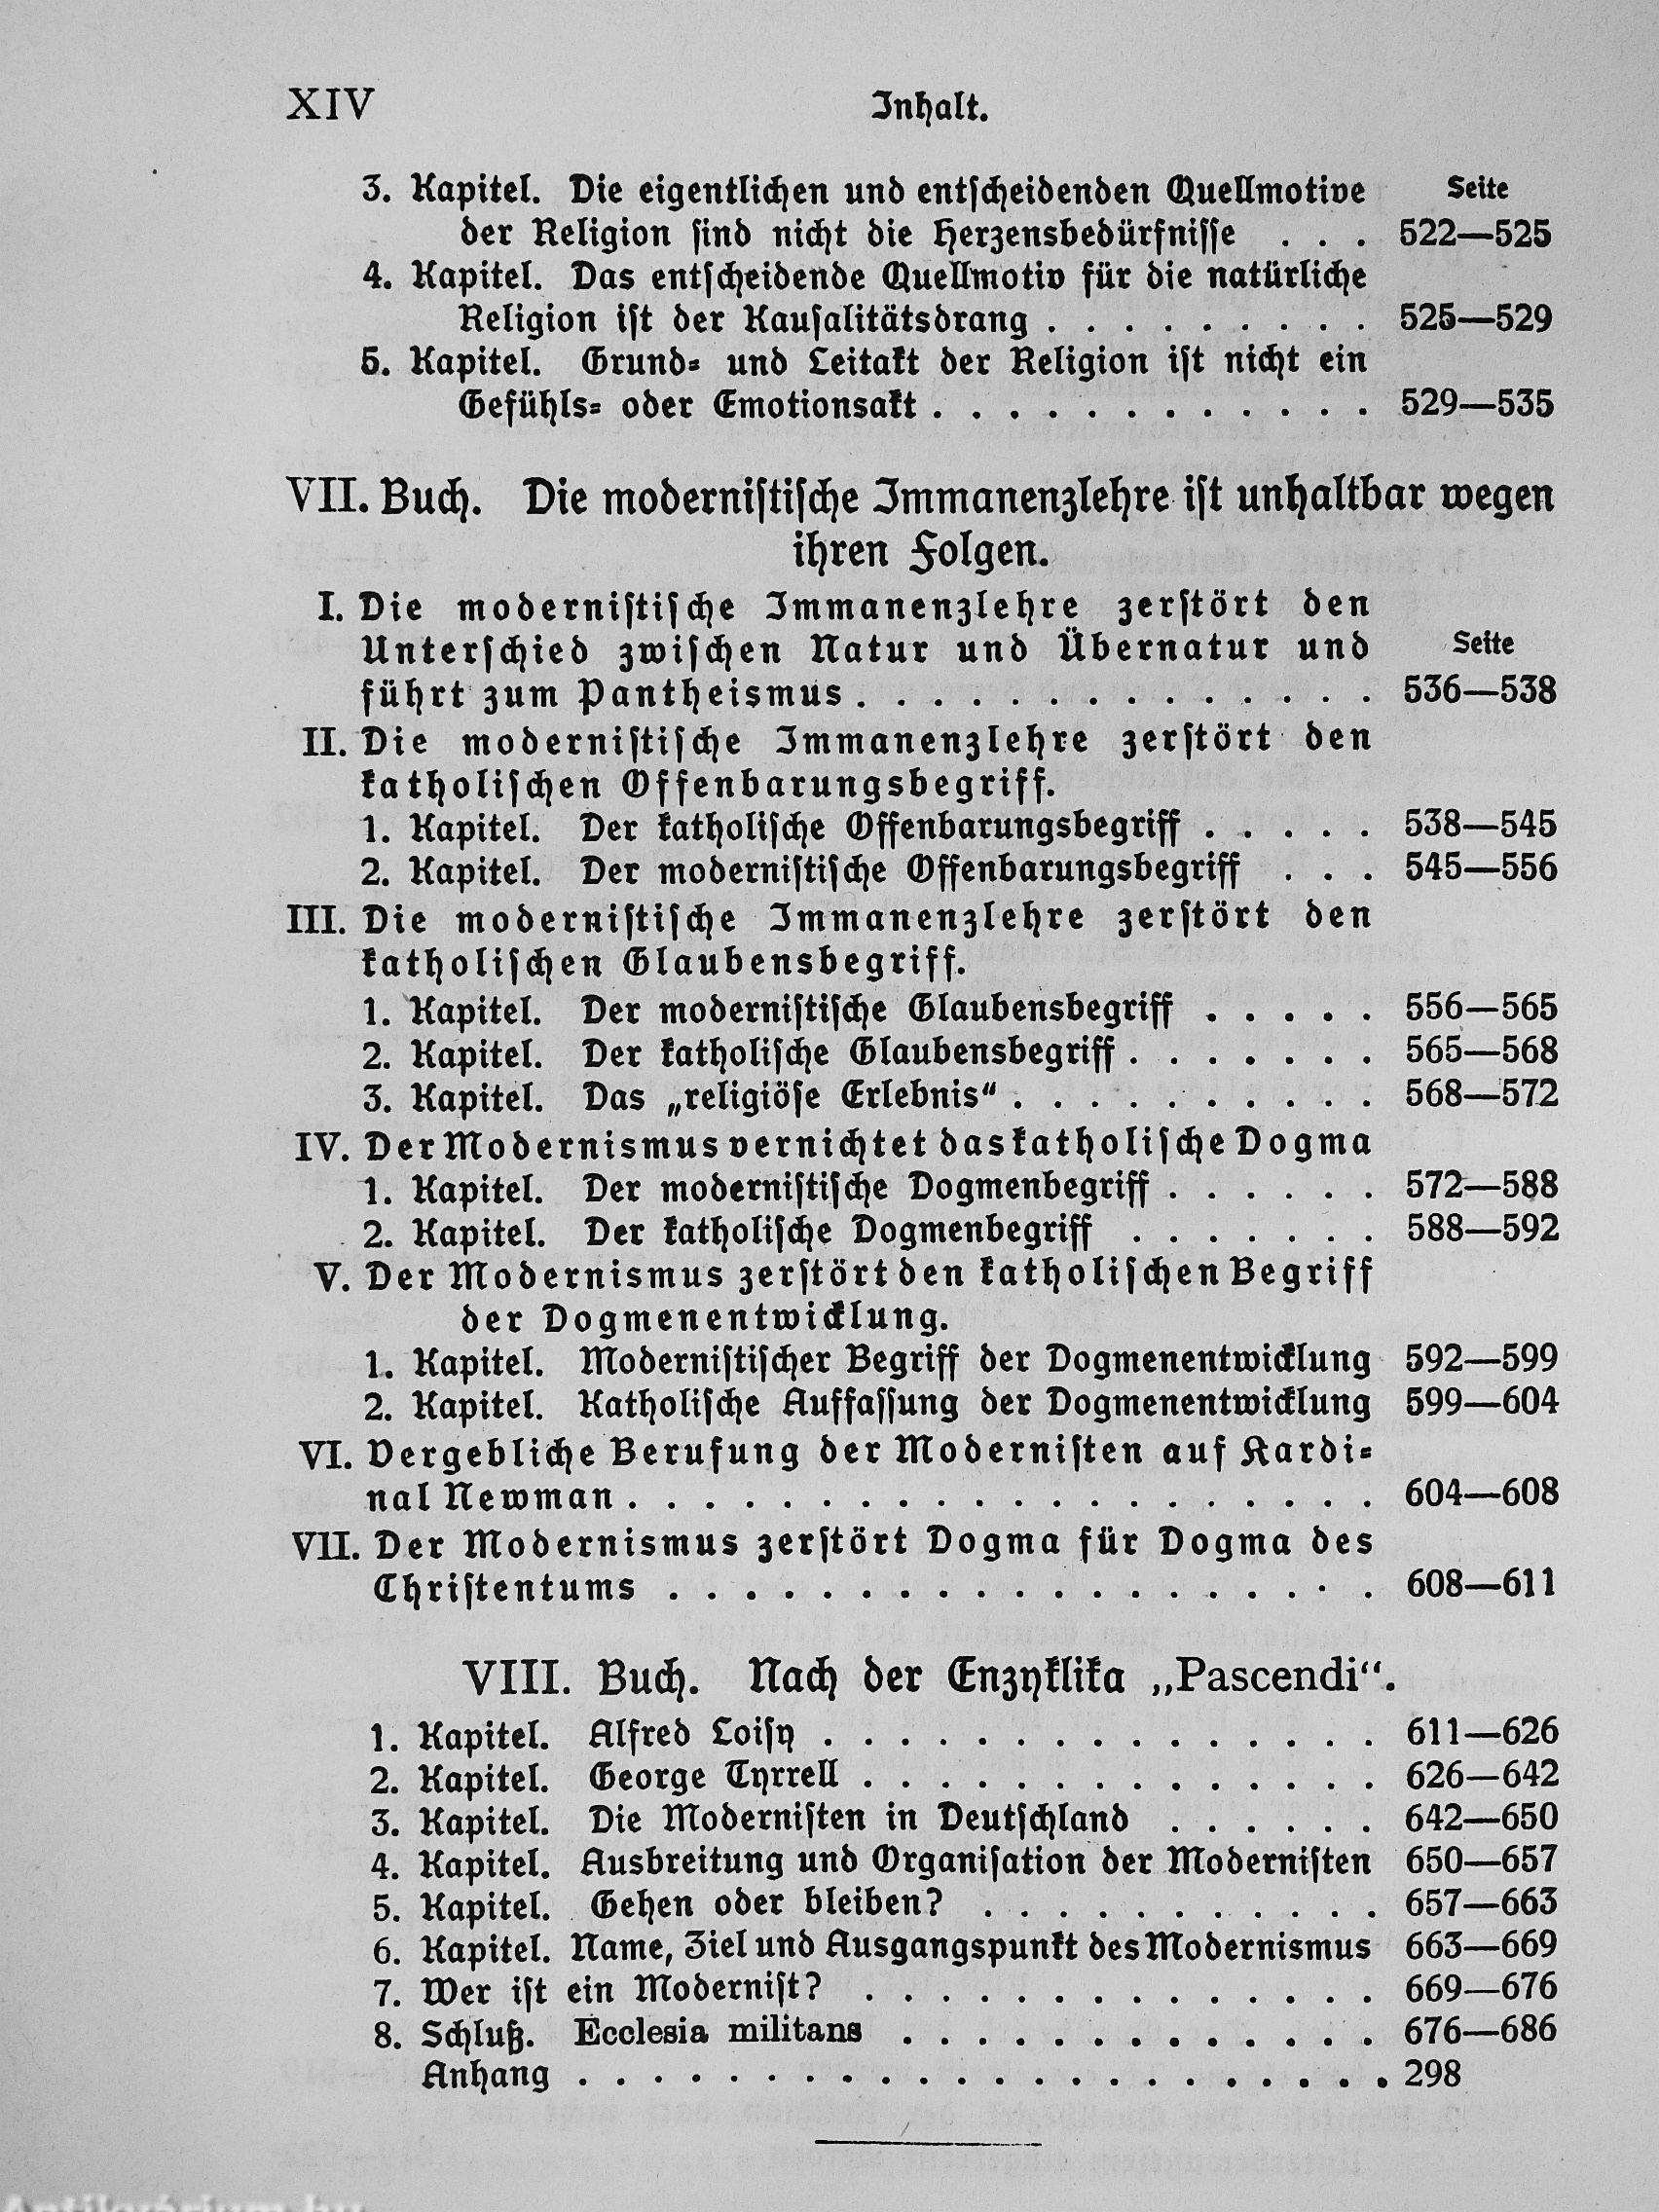 XIV Inhalt.
3. Kapitel. Die eigentlichen und entſcheidenden Quellmotive Seite
der Religion ſind nicht die Herzensbedürfniſſe . . . 522—525
4. Kapitel. Das entſcheidende Quellmotiv für die natürliche
Religion iſt der Kauſalitätsdrang . . . . . . . . . 525—529
5. Kapitel. Grund= und Leitakt der Religion iſt nicht ein
Gefühls= oder Emotionsakt . . . . . . . . . . . . 529—535
VII. Buch. Die moderniſtiſche Immanenzlehre iſt unhaltbar wegen
ihren Folgen.
I. Die moderniſtiſche Immanenzlehre zerſtört den
Unterſchied zwiſchen Natur und Übernatur und Seite
führt zum Pantheismus . . . . . . . . . . . . . . 536—538
II. Die moderniſtiſche Immanenzlehre zerſtört den
katholiſchen Offenbarungsbegriff.
1. Kapitel. Der katholiſche Offenbarungsbegriff . . . . . 538—545
2. Kapitel. Der moderniſtiſche Offenbarungsbegriff . . . 545—556
III. Die moderniſtiſche Immanenzlehre zerſtört den
katholiſchen Glaubensbegriff.
1. Kapitel. Der moderniſtiſche Glaubensbegriff . . . . . 556—565
2. Kapitel. Der katholiſche Glaubensbegriff . . . . . . . 565—568
3. Kapitel. Das „religiöſe Erlebnis“ . . . . . . . . . . 568—572
IV. Der Modernismus vernichtet das katholiſche Dogma
1. Kapitel. Der moderniſtiſche Dogmenbegriff . . . . . . 572—588
2. Kapitel. Der katholiſche Dogmenbegriff . . . . . . . 588—592
V. Der Modernismus zerſtört den katholiſchen Begriff
der Dogmenentwicklung.
1. Kapitel. Moderniſtiſcher Begriff der Dogmenentwicklung 592—599
2. Kapitel. Katholiſche Auffaſſung der Dogmenentwicklung 599—604
VI. Vergebliche Berufung der Moderniſten auf Kardi=
nal Newman . . . . . . . . . . . . . . . . . . . . 604—608
VII. Der Modernismus zerſtört Dogma für Dogma des
Chriſtentums . . . . . . . . . . . . . . . . . . . 608—611
VIII. Buch. Nach der Enzyklika „Pascendi“.
1. Kapitel. Alfred Loiſy . . . . . . . . . . . . . . . 611—626
2. Kapitel. George Tyrrell . . . . . . . . . . . . . . 626—642
3. Kapitel. Die Moderniſten in Deutſchland . . . . . . 642—650
4. Kapitel. Ausbreitung und Organiſation der Moderniſten 650—657
5. Kapitel. Gehen oder bleiben? . . . . . . . . . . . 657—663
6. Kapitel. Name, Ziel und Ausgangspunkt des Modernismus 663—669
7. Wer iſt ein Moderniſt? . . . . . . . . . . . . . . 669—676
8. Schluß. Ecclesia militans . . . . . . . . . . . . . 676—686
Anhang . . . . . . . . . . . . . . . . . . . . . . 298
Antikvárium.hu